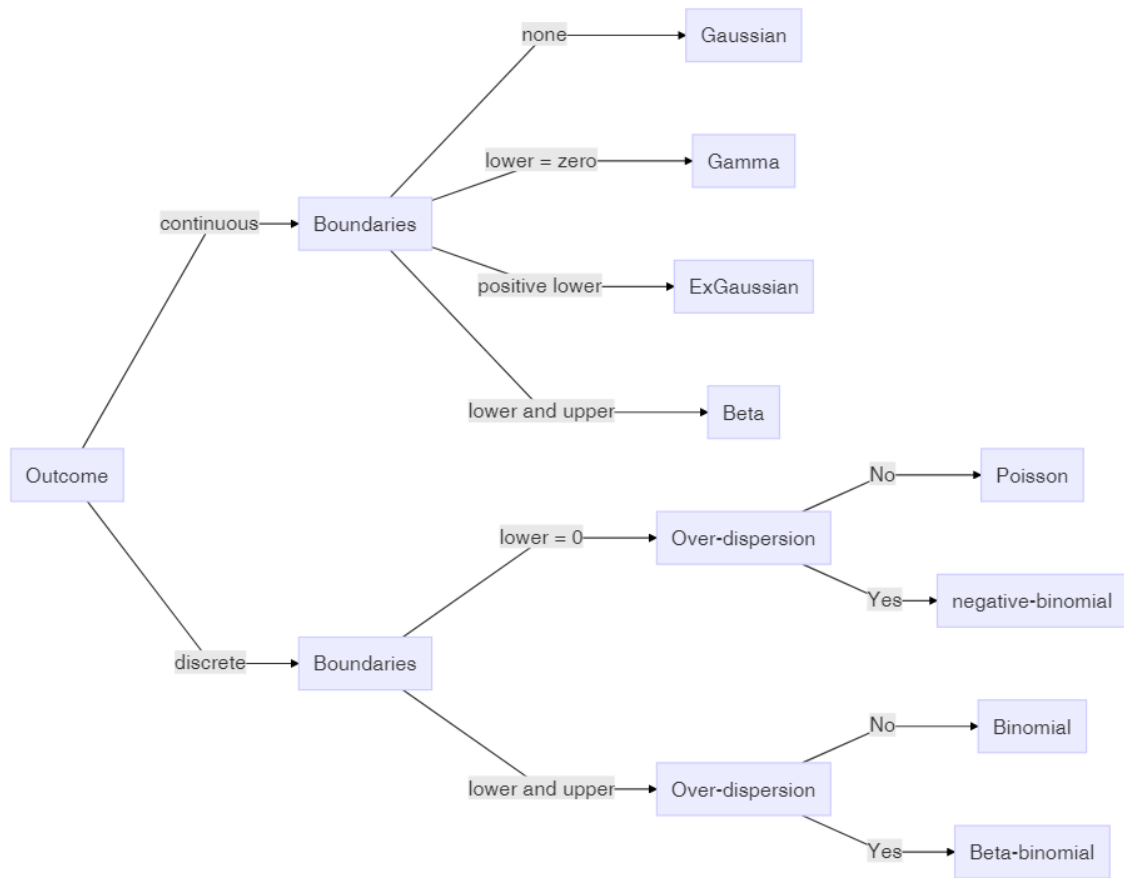 none
Gaussian
lower = zero
Gamma
continuous
Boundaries
positive lower
ExGaussian
lower and upper
Beta
Outcome
No
Poisson
lower = 0
Over-dispersion
Yes
negative-binomial
discrete
Boundaries
No
Binomial
lower and upper
Over-dispersion
Yes
Beta-binomial